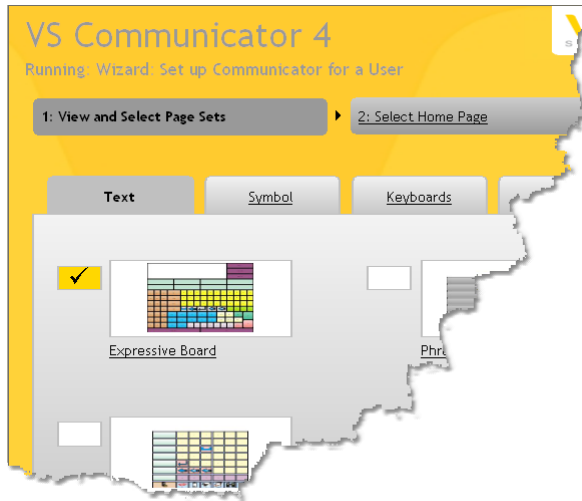 VS Communicator 4
Running: Wizard: Set up Communicator for a User
1: View and Select Page Sets
2: Select Home Page
Text
Symbol
Keyboards
Expressive Board